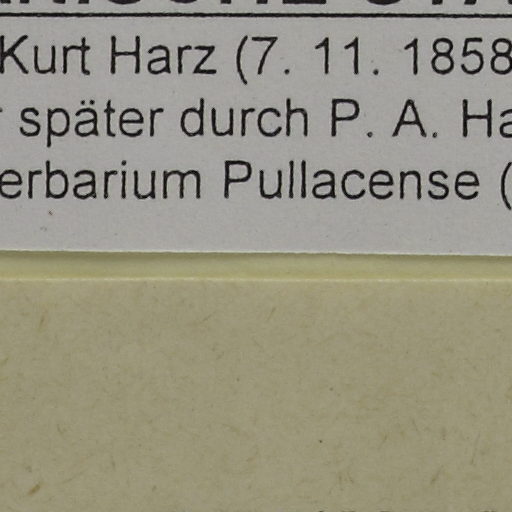 Kurt Harz (7. 11. 1858
später durch P. A. Ha
erbarium Pullacense (